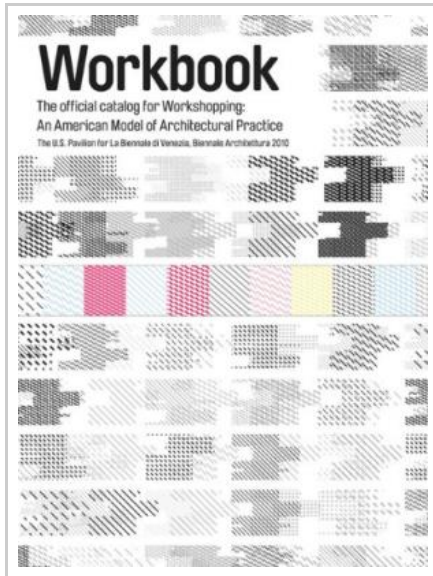 Workbook
The official catalog for Workshopping:
An American Model of Architectural Practice
The U.S. Pavilion for La Biennale di Venezia, Biennale Architettura 2010